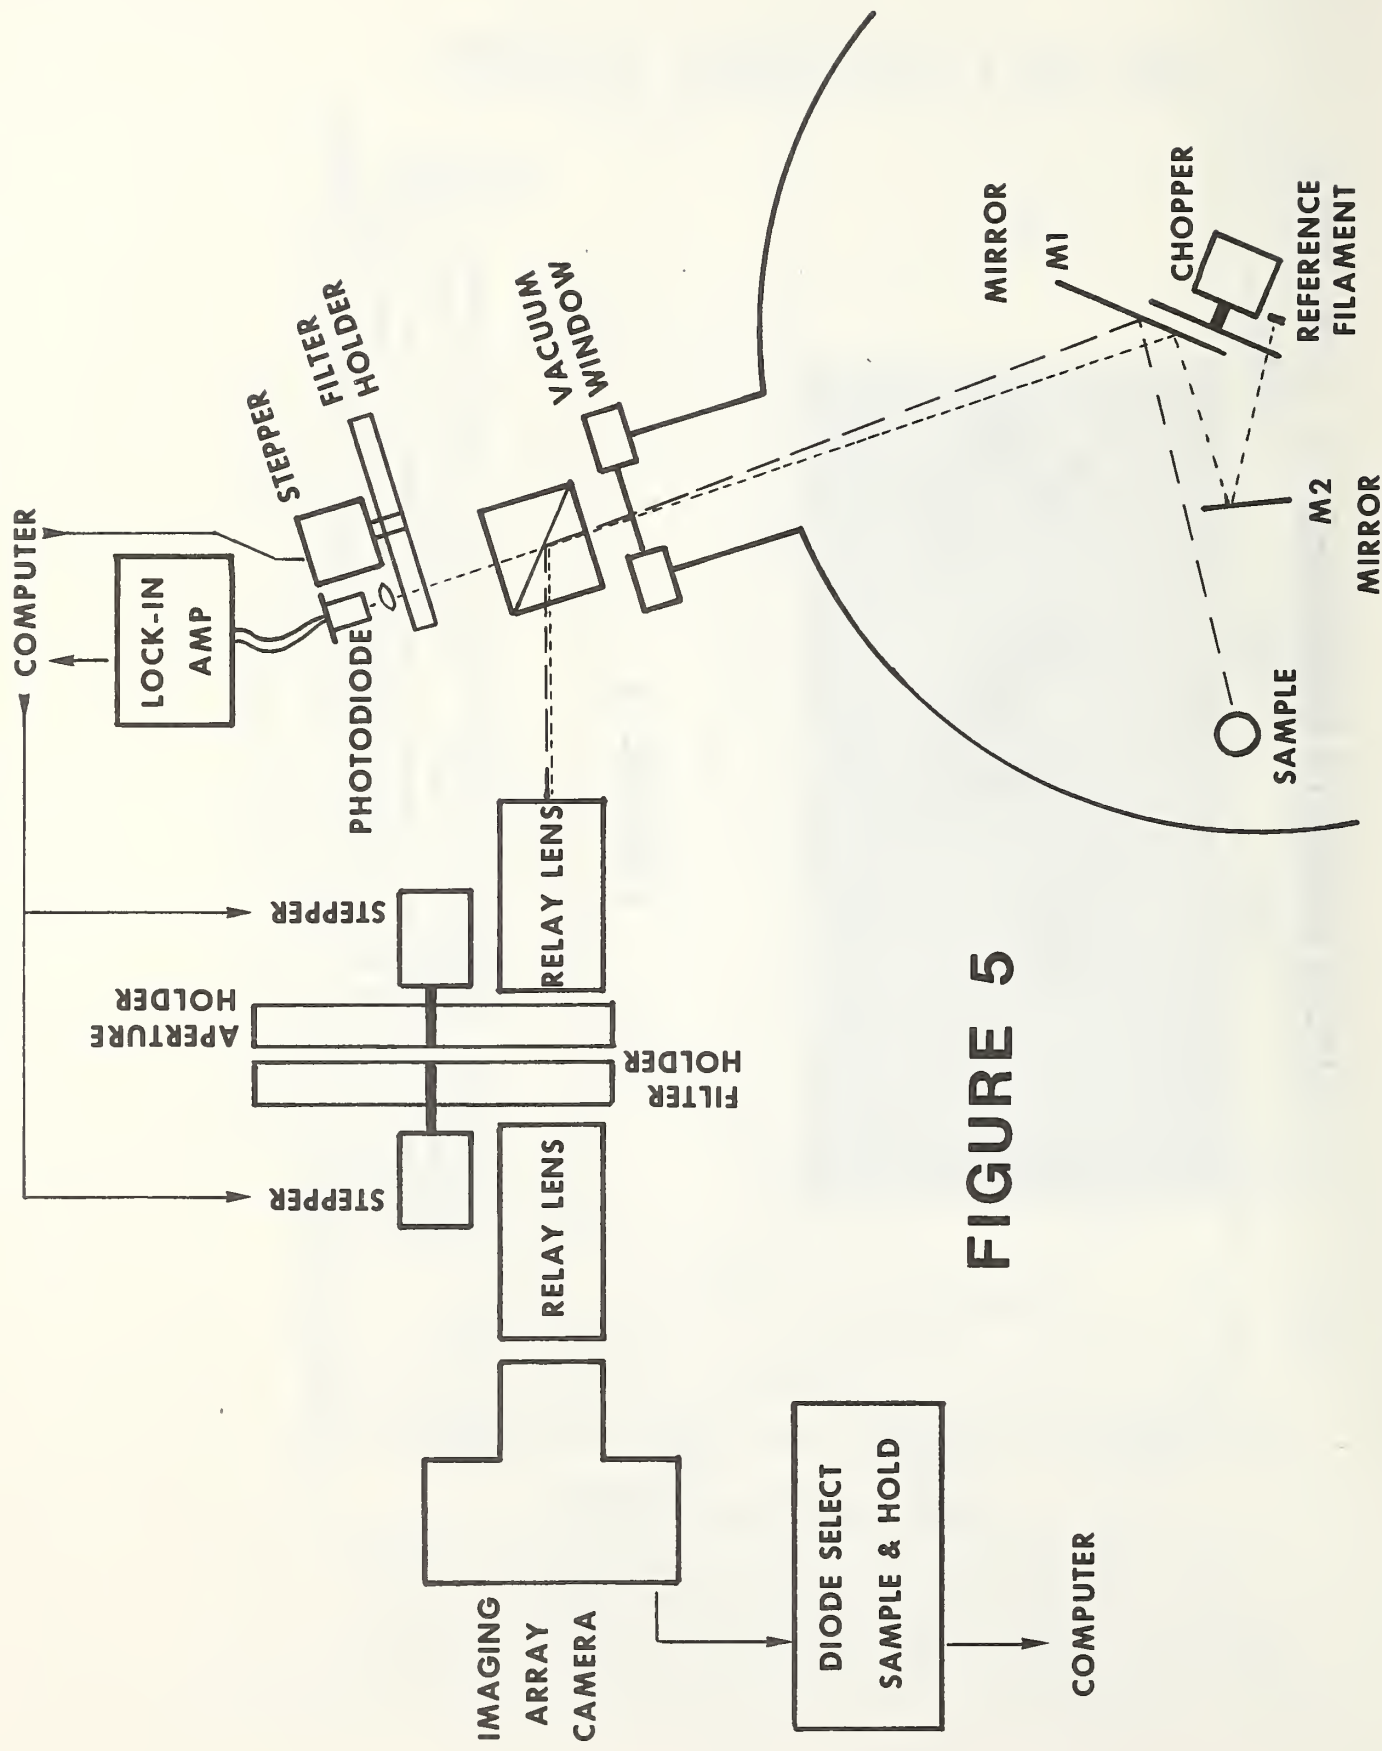 COMPUTER
LOCK-IN
AMP
STEPPER
FILTER
HOLDER
PHOTODIODE
VACUUM
WINDOW
MIRROR
M1
CHOPPER
REFERENCE
FILAMENT
M2
MIRROR
SAMPLE
RELAY LENS
STEPPER
APERTURE
HOLDER
FILTER
HOLDER
STEPPER
RELAY LENS
IMAGING
ARRAY
CAMERA
DIODE SELECT
SAMPLE & HOLD
COMPUTER
FIGURE 5